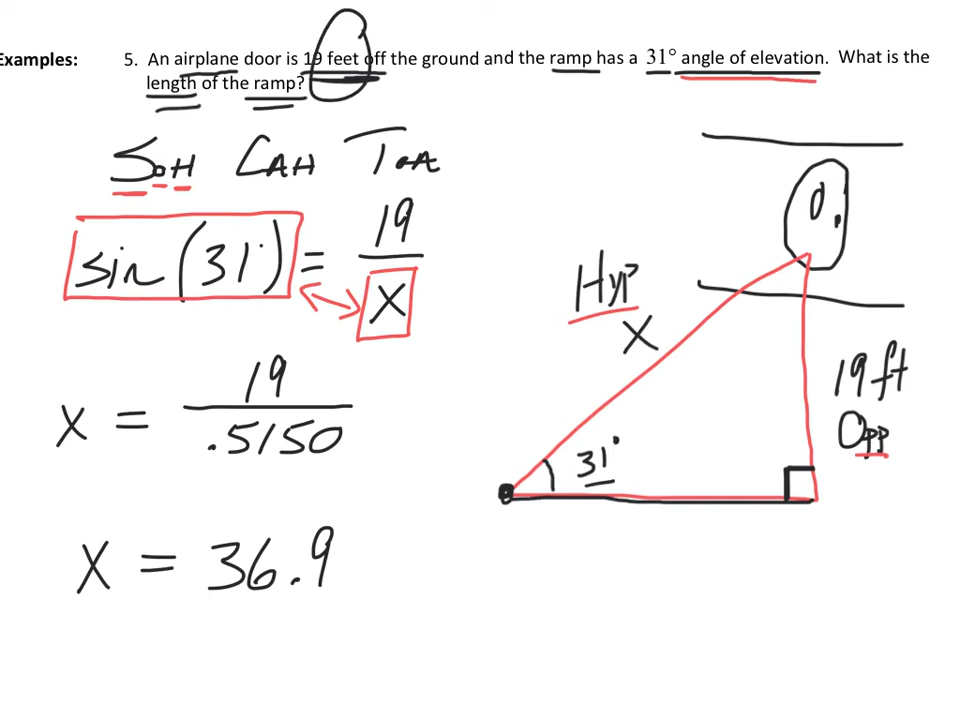 Examples: 5. An airplane door is 19 feet off the ground and the ramp has a 31° angle of elevation. What is the
length of the ramp?
SOH CAH TOA
sin(31°) = 19
x
Hyp
x
19 ft
Opp
31°
x = 19
.5150
x = 36.9